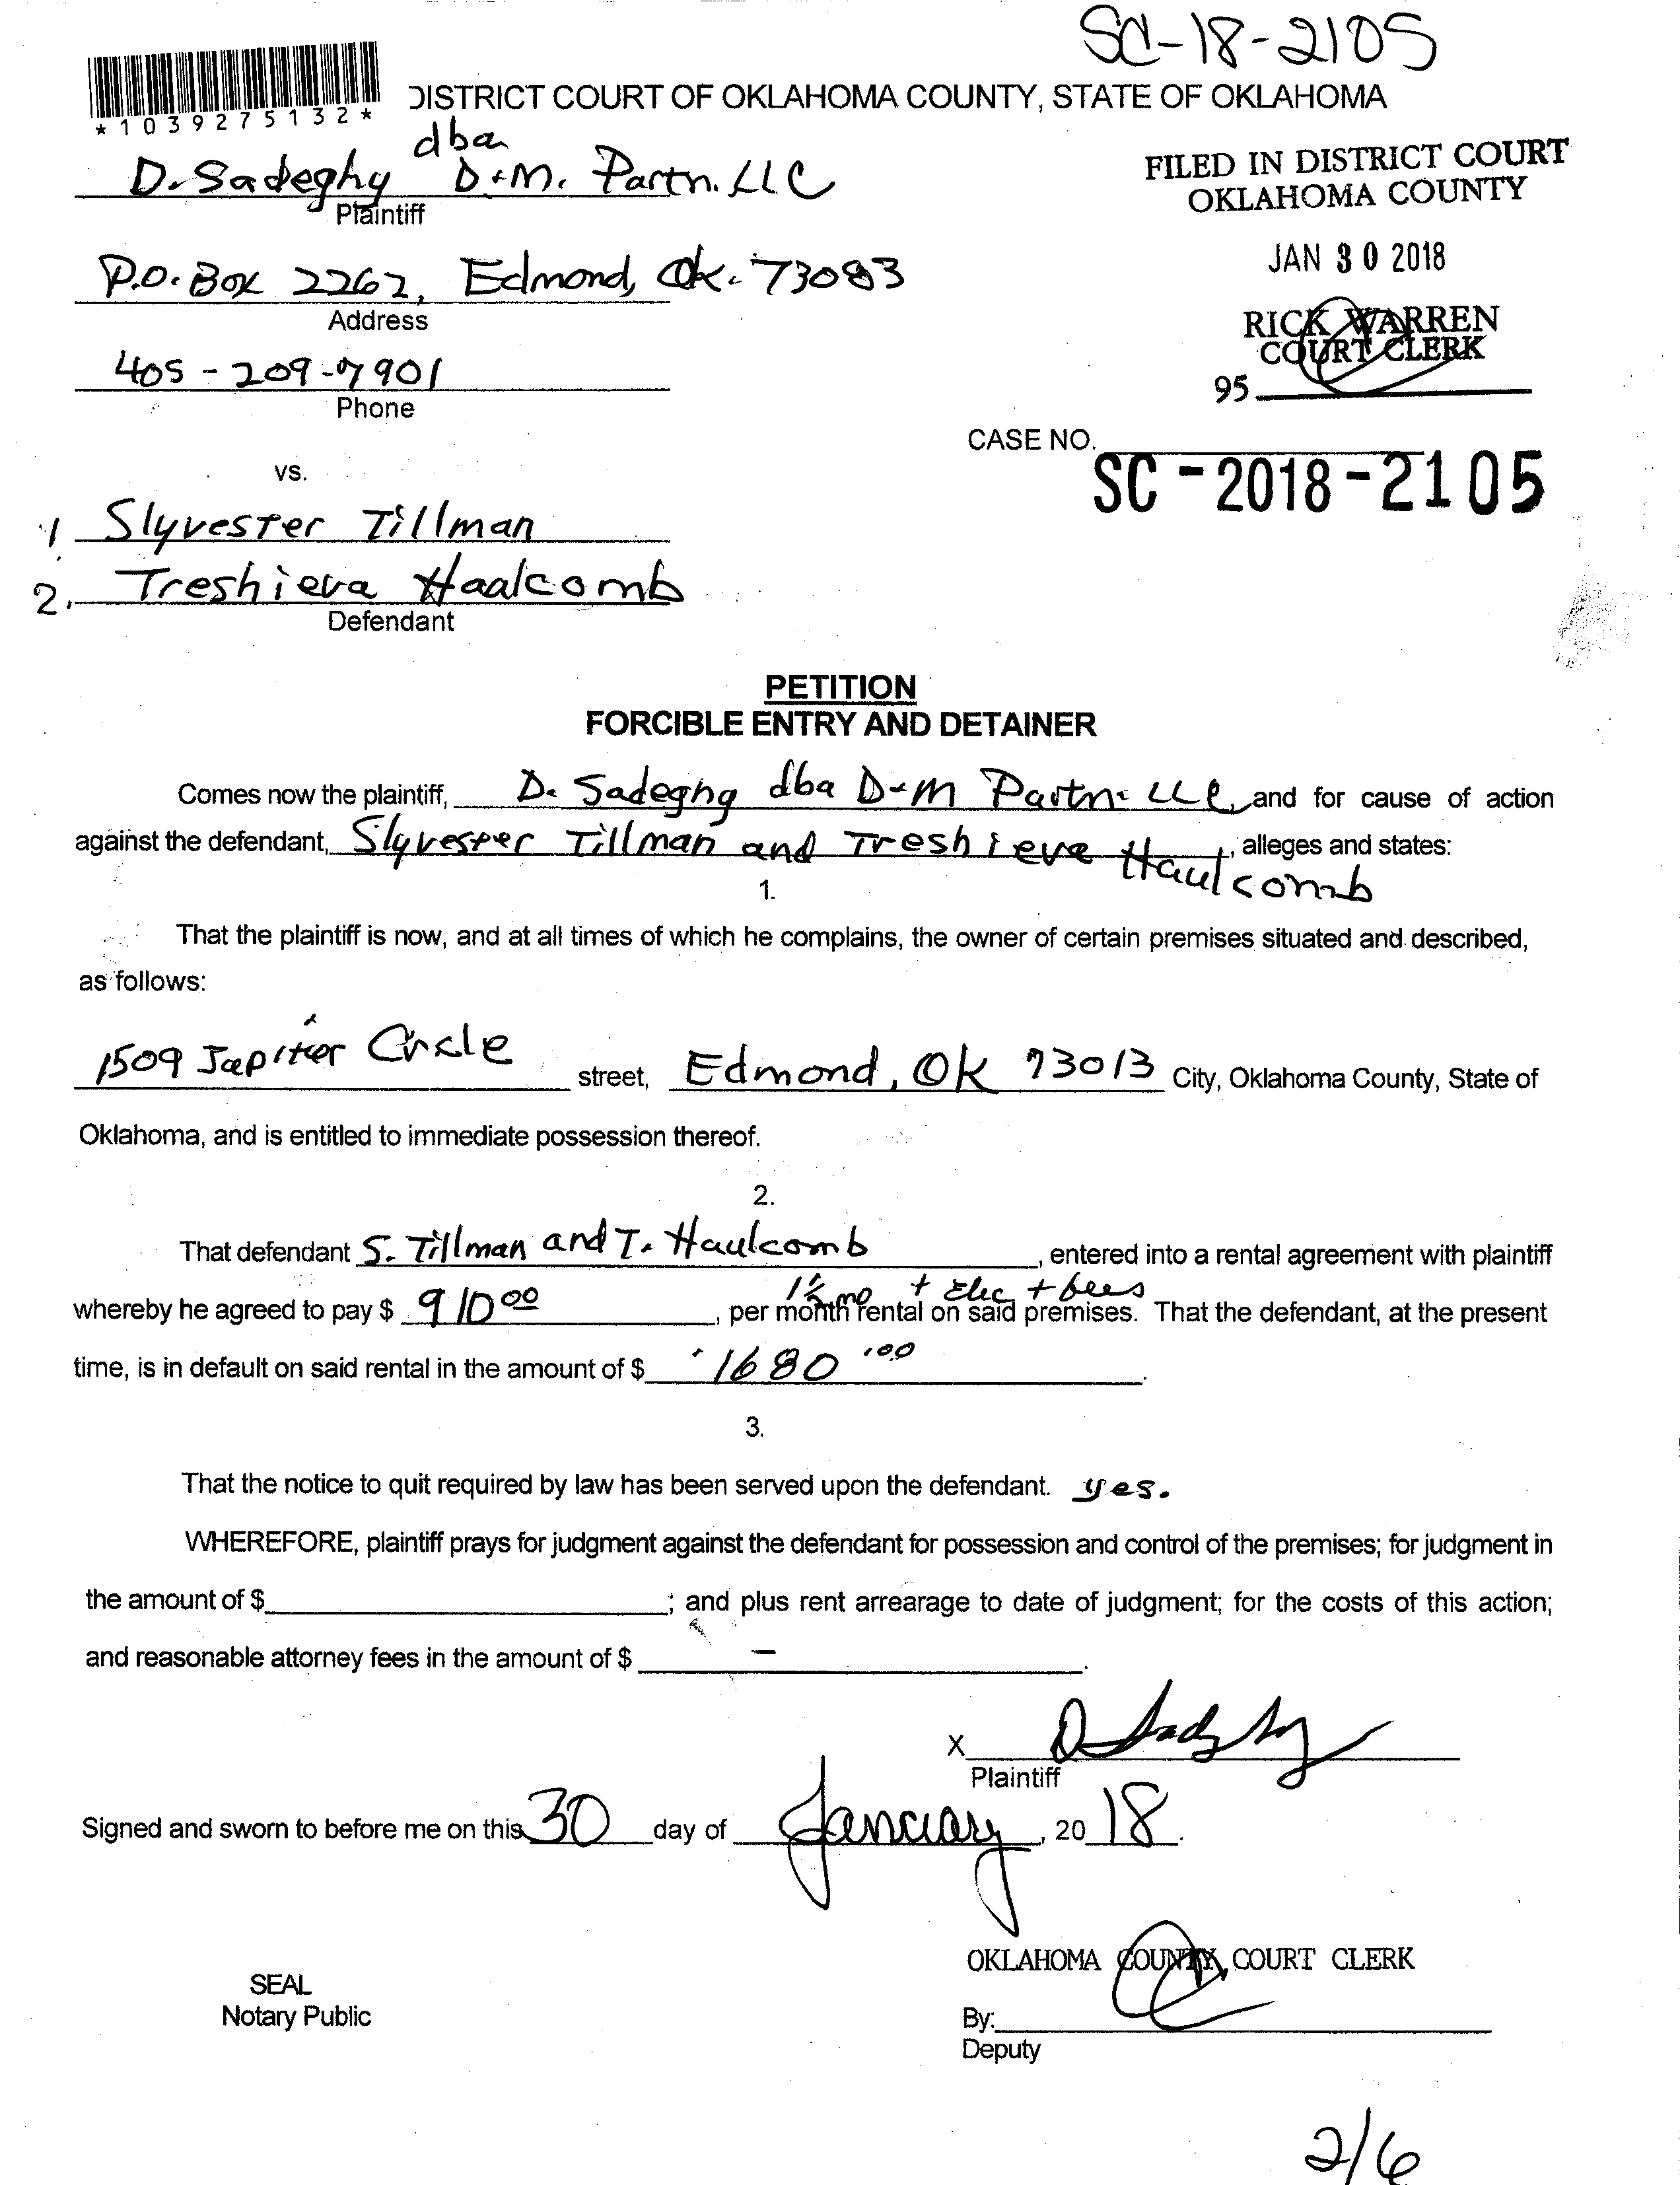 SC-18-2105
*1039275132*
DISTRICT COURT OF OKLAHOMA COUNTY, STATE OF OKLAHOMA
dba
D. Sadeghy D+M. Partn. LLC
Plaintiff
FILED IN DISTRICT COURT
OKLAHOMA COUNTY
P.O. Box 2262, Edmond, Ok. 73083
Address
JAN 30 2018
RICK WARREN
COURT CLERK
405-209-7901
Phone
95
CASE NO.
SC-2018-2105
vs.
1 Slyvester Tillman
2. Treshieva Haalcomb
Defendant
PETITION
FORCIBLE ENTRY AND DETAINER
Comes now the plaintiff, D. Sadeghy dba D-M Partn. LLC, and for cause of action
against the defendant, Slyvester Tillman and Treshieva Haulcomb, alleges and states:
1.
That the plaintiff is now, and at all times of which he complains, the owner of certain premises situated and described,
as follows:
1509 Jupiter Circle street, Edmond, Ok 73013 City, Oklahoma County, State of
Oklahoma, and is entitled to immediate possession thereof.
2.
That defendant S. Tillman and T. Haulcomb, entered into a rental agreement with plaintiff
1 1/2 mo + Elec + bees
whereby he agreed to pay $ 910 00, per month rental on said premises. That the defendant, at the present
time, is in default on said rental in the amount of $ 1680.00.
3.
That the notice to quit required by law has been served upon the defendant. yes.
WHEREFORE, plaintiff prays for judgment against the defendant for possession and control of the premises; for judgment in
the amount of $ ; and plus rent arrearage to date of judgment; for the costs of this action;
and reasonable attorney fees in the amount of $ — .
X D Sadeghy
Plaintiff
Signed and sworn to before me on this 30 day of January, 2018.
OKLAHOMA COUNTY COURT CLERK
SEAL
Notary Public
By:
Deputy
2/6